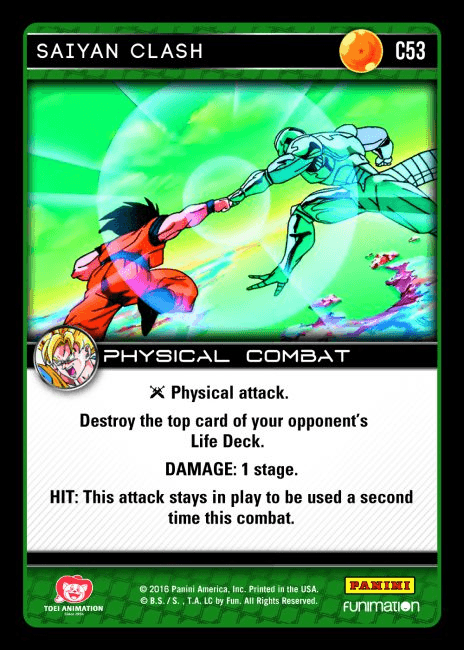 SAIYAN CLASH
C53
PHYSICAL COMBAT
Physical attack.
Destroy the top card of your opponent's
Life Deck.
DAMAGE: 1 stage.
HIT: This attack stays in play to be used a second
time this combat.
TOEI ANIMATION
Since 1956
© 2016 Panini America, Inc. Printed in the USA.
© B.S. / S. , T.A. LC by Fun. All Rights Reserved.
PANINI
FUNIMATION